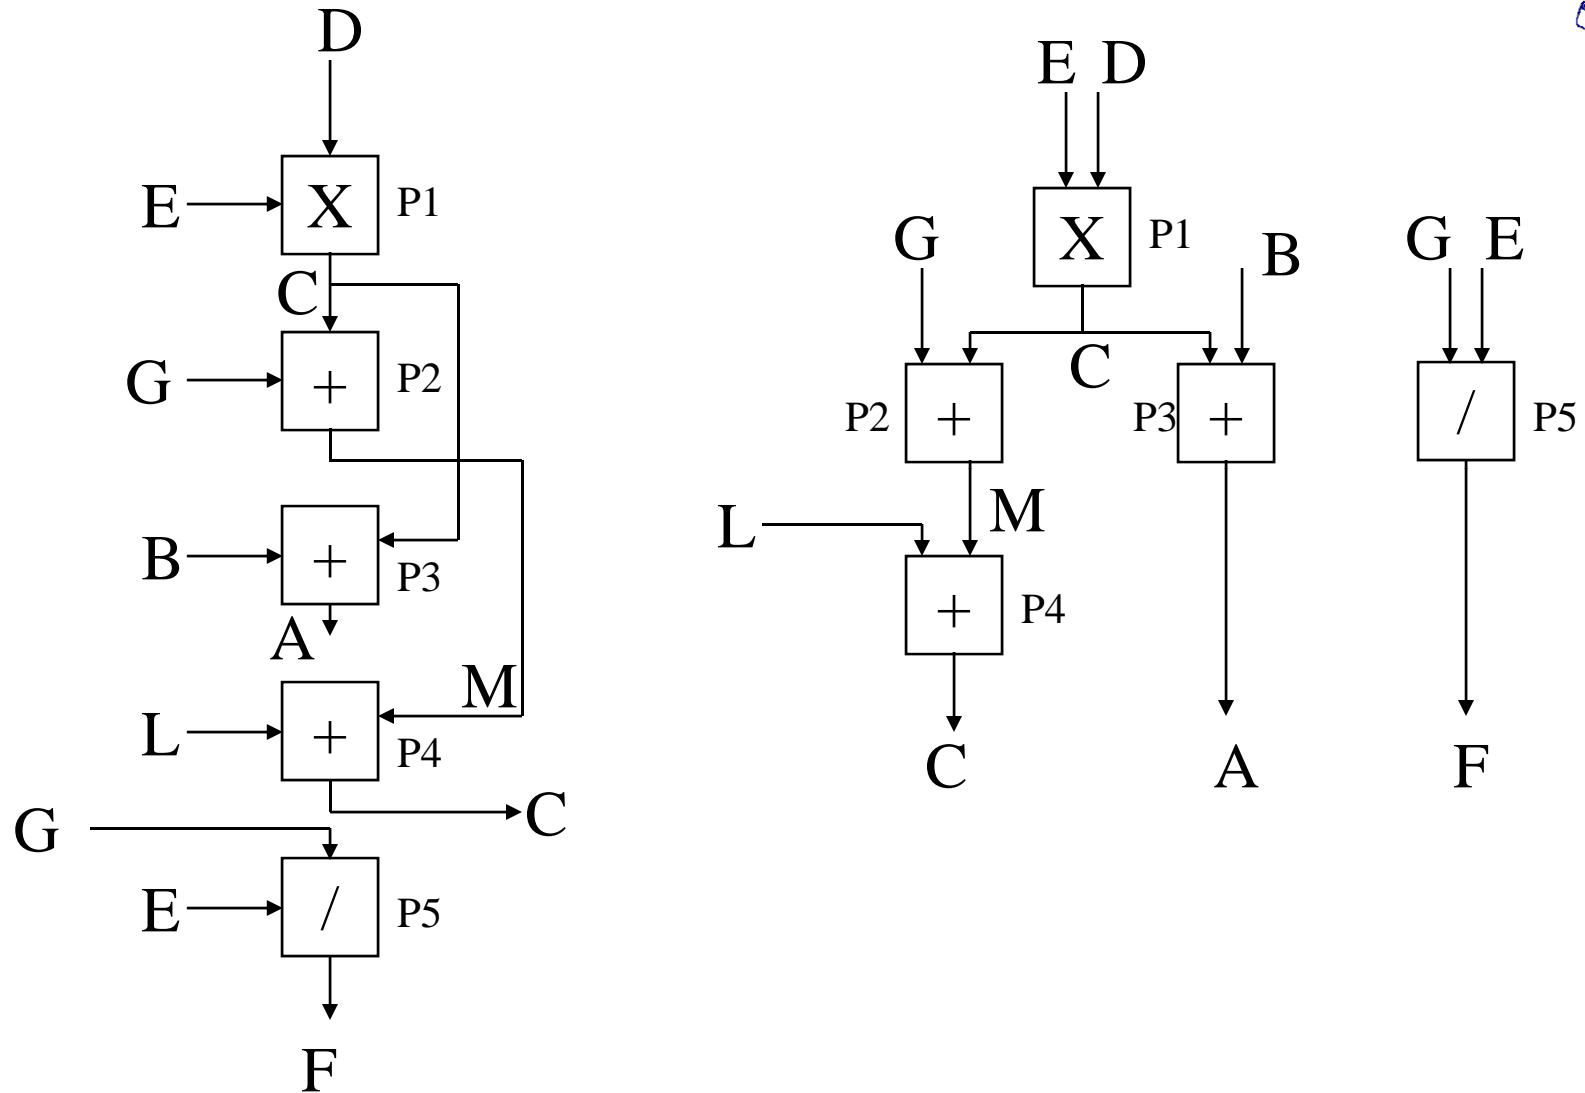 D
E X P1
C
G + P2
B + P3
A
M
L + P4
C
G
E / P5
F
E D
G X P1 B G E
C
P2 + P3 + / P5
L M
+ P4
C A F